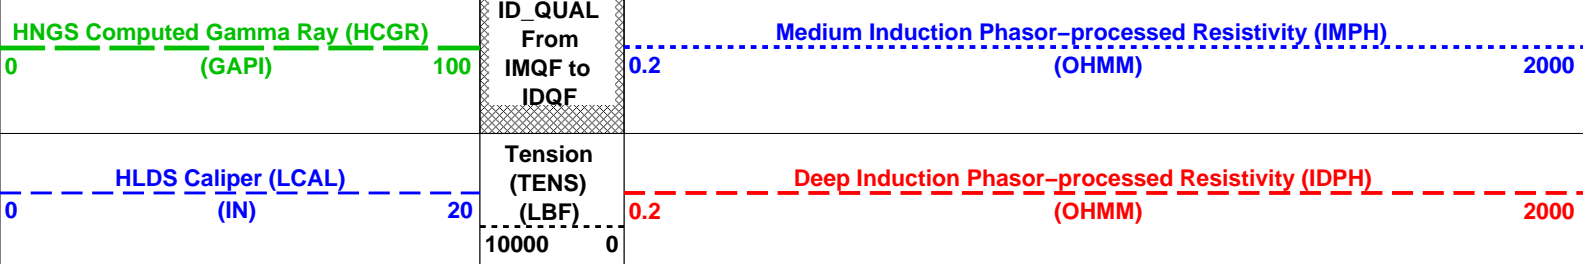 HNGS Computed Gamma Ray (HCGR)
0 (GAPI) 100
ID_QUAL
From
IMQF to
IDQF
Medium Induction Phasor−processed Resistivity (IMPH)
0.2 (OHMM) 2000
HLDS Caliper (LCAL)
0 (IN) 20
Tension
(TENS)
(LBF)
10000 0
Deep Induction Phasor−processed Resistivity (IDPH)
0.2 (OHMM) 2000